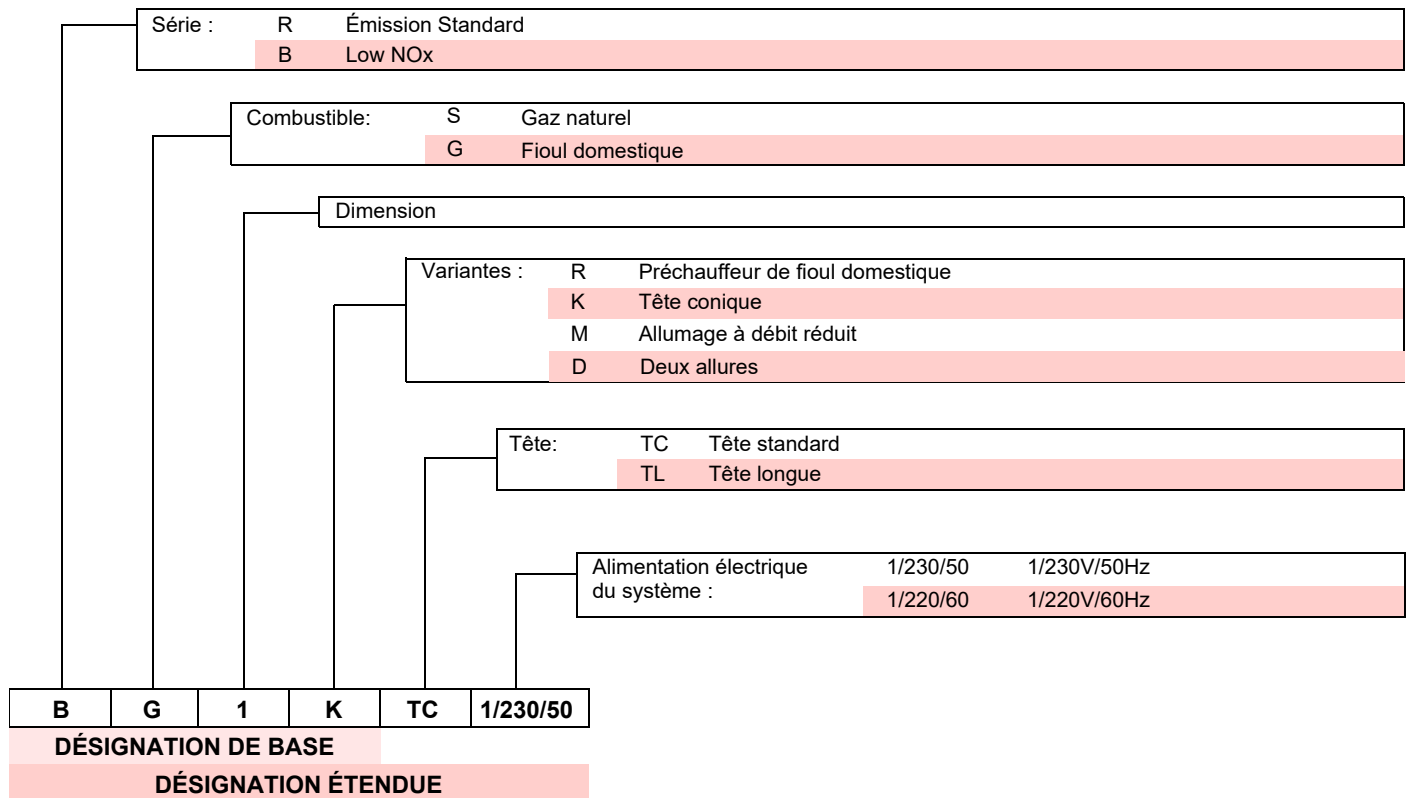 Série : R Émission Standard
B Low NOx
Combustible: S Gaz naturel
G Fioul domestique
Dimension
Variantes : R Préchauffeur de fioul domestique
K Tête conique
M Allumage à débit réduit
D Deux allures
Tête: TC Tête standard
TL Tête longue
Alimentation électrique 1/230/50 1/230V/50Hz
du système :
1/220/60 1/220V/60Hz
B G 1 K TC 1/230/50
DÉSIGNATION DE BASE
DÉSIGNATION ÉTENDUE